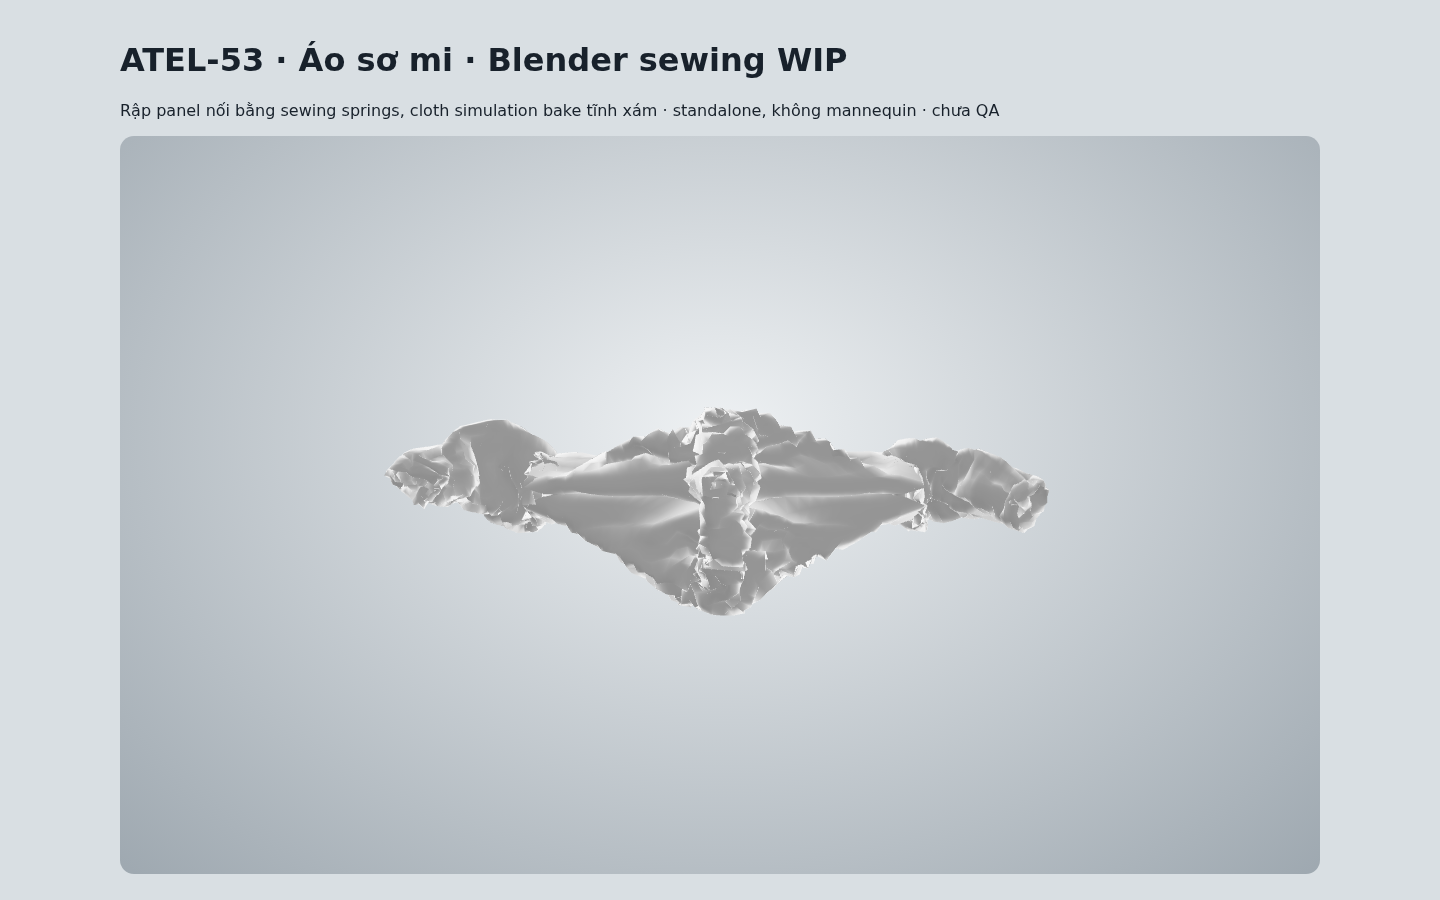 ATEL-53 · Áo sơ mi · Blender sewing WIP
Rập panel nối bằng sewing springs, cloth simulation bake tĩnh xám · standalone, không mannequin · chưa QA